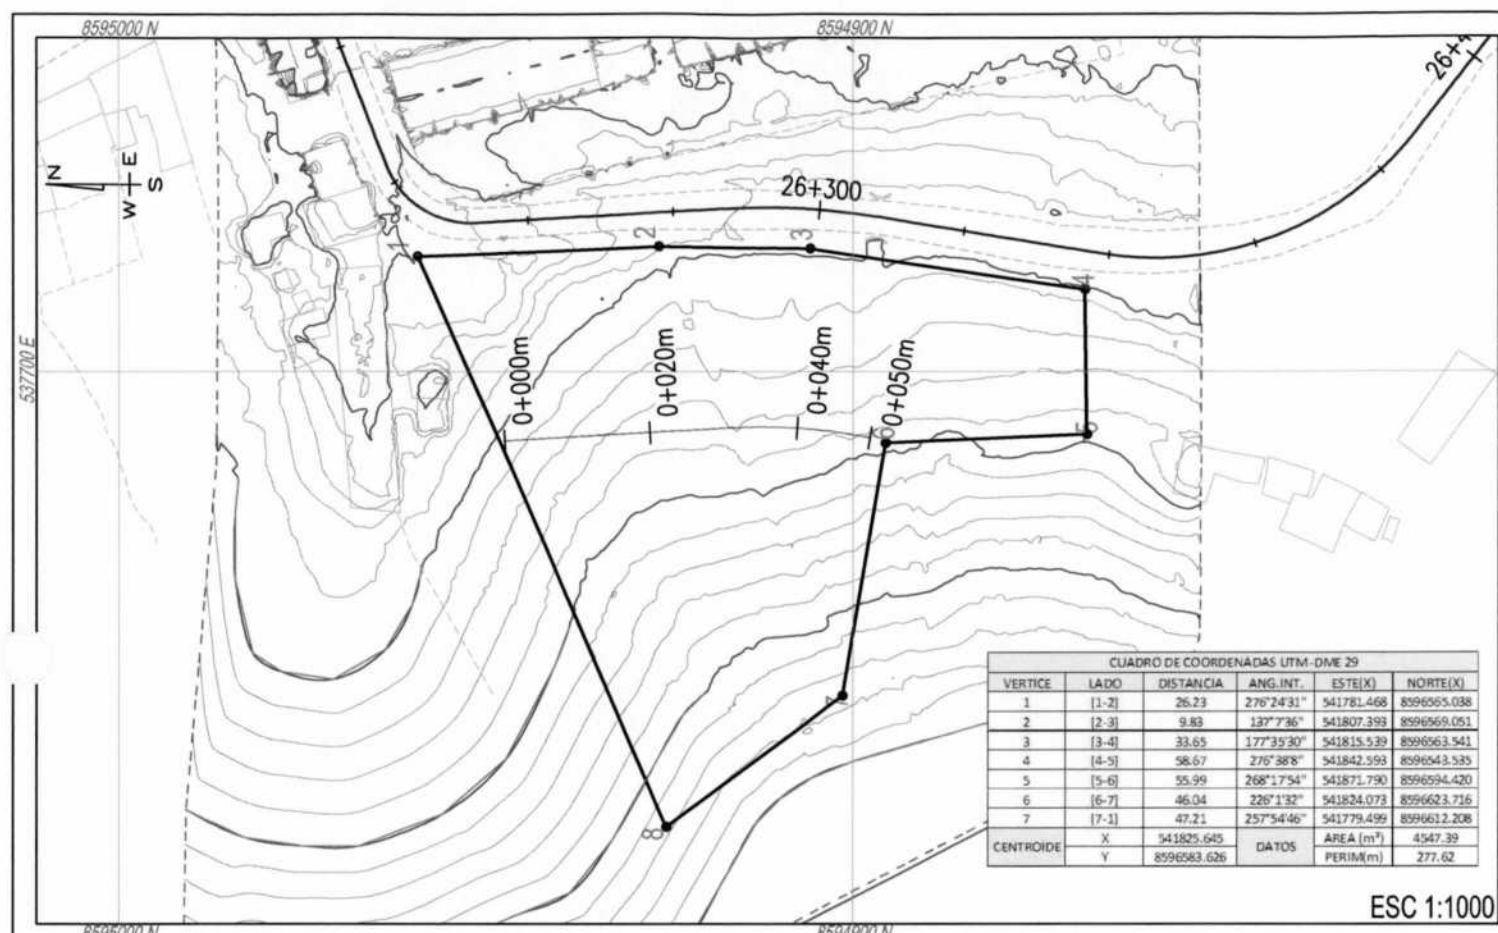 8595000 N
8594900 N
26+4
N
E
W
S
26+300
1
2
3
4
537700 E
0+000m
0+020m
0+040m
0+050m
6
5
7
8
CUADRO DE COORDENADAS UTM-DME 29
VERTICE LADO DISTANCIA ANG.INT. ESTE(X) NORTE(X)
1 [1-2] 26.23 276°24'31" 541781.468 8596565.038
2 [2-3] 9.83 137°7'36" 541807.393 8596569.051
3 [3-4] 33.65 177°35'30" 541815.539 8596563.541
4 [4-5] 58.67 276°38'8" 541842.593 8596543.535
5 [5-6] 55.99 268°17'54" 541871.790 8596594.420
6 [6-7] 46.04 226°1'32" 541824.073 8596623.716
7 [7-1] 47.21 257°54'46" 541779.499 8596612.208
CENTROIDE X 541825.645 DATOS AREA (m²) 4547.39
Y 8596583.626 PERIM(m) 277.62
ESC 1:1000
8595000 N
8594900 N